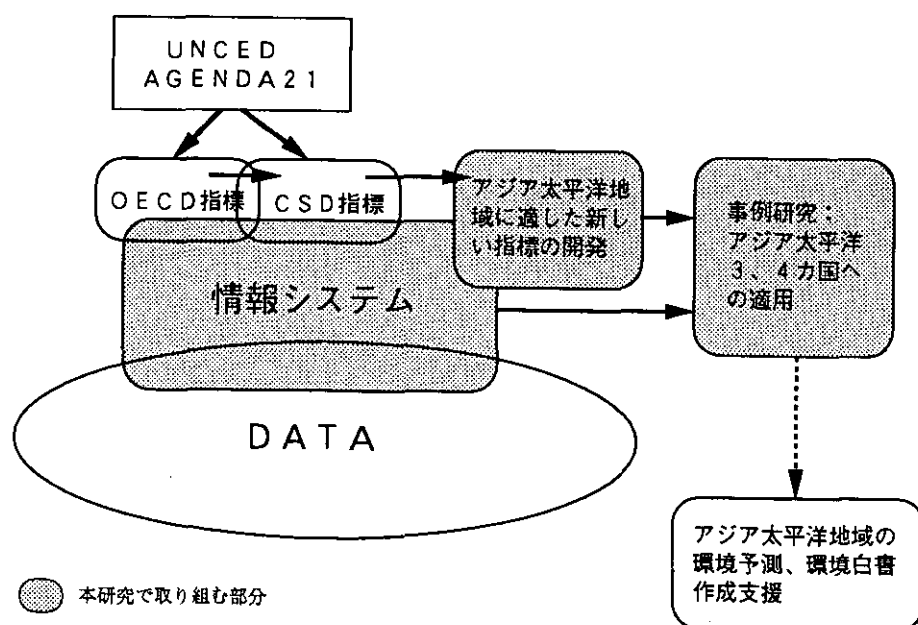 UNCED
AGENDA21
OECD指標
CSD指標
アジア太平洋地
域に適した新し
い指標の開発
事例研究：
アジア太平洋
3、4カ国へ
の適用
情報システム
DATA
アジア太平洋地域の
環境予測、環境白書
作成支援
本研究で取り組む部分